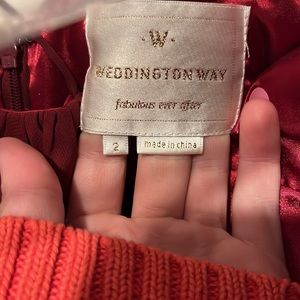 ·W·
WEDDINGTON WAY
fabulous ever after
2
made in china